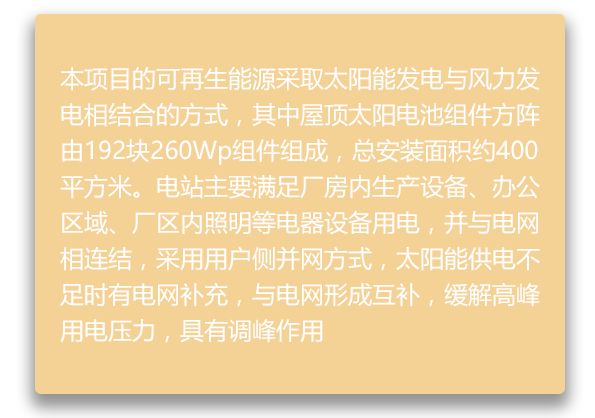 本项目的可再生能源采取太阳能发电与风力发
电相结合的方式，其中屋顶太阳电池组件方阵
由192块260Wp组件组成，总安装面积约400
平方米。电站主要满足厂房内生产设备、办公
区域、厂区内照明等电器设备用电，并与电网
相连结，采用用户侧并网方式，太阳能供电不
足时有电网补充，与电网形成互补，缓解高峰
用电压力，具有调峰作用